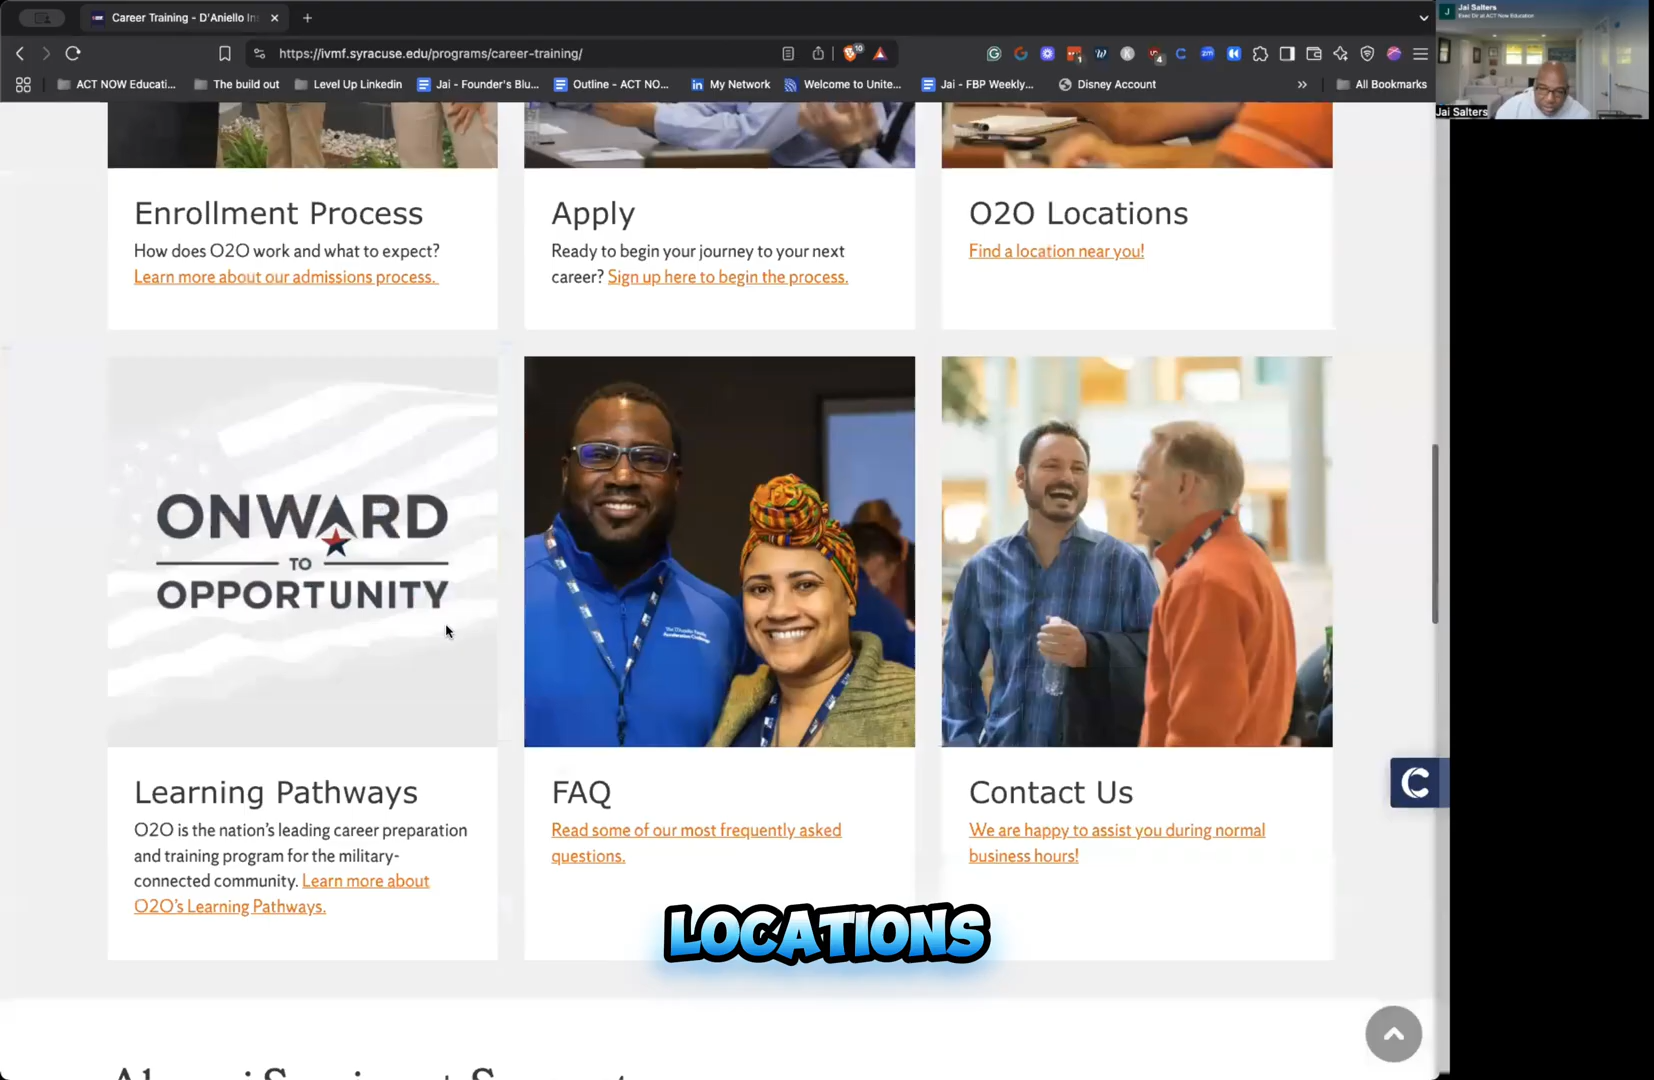 Career Training - D'Aniello In
https://ivmf.syracuse.edu/programs/career-training/
ACT NOW Educati...
The build out
Level Up Linkedin
Jai - Founder's Blu...
Outline - ACT NO...
My Network
Welcome to Unite...
Jai - FBP Weekly...
Disney Account
All Bookmarks
Jai Salters
Exec Dir at ACT Now Education
Jai Salters
Enrollment Process
How does O2O work and what to expect?
Learn more about our admissions process.
Apply
Ready to begin your journey to your next
career? Sign up here to begin the process.
O2O Locations
Find a location near you!
ONWARD
TO
OPPORTUNITY
Learning Pathways
O2O is the nation's leading career preparation
and training program for the military-
connected community. Learn more about
O2O's Learning Pathways.
FAQ
Read some of our most frequently asked
questions.
Contact Us
We are happy to assist you during normal
business hours!
LOCATIONS